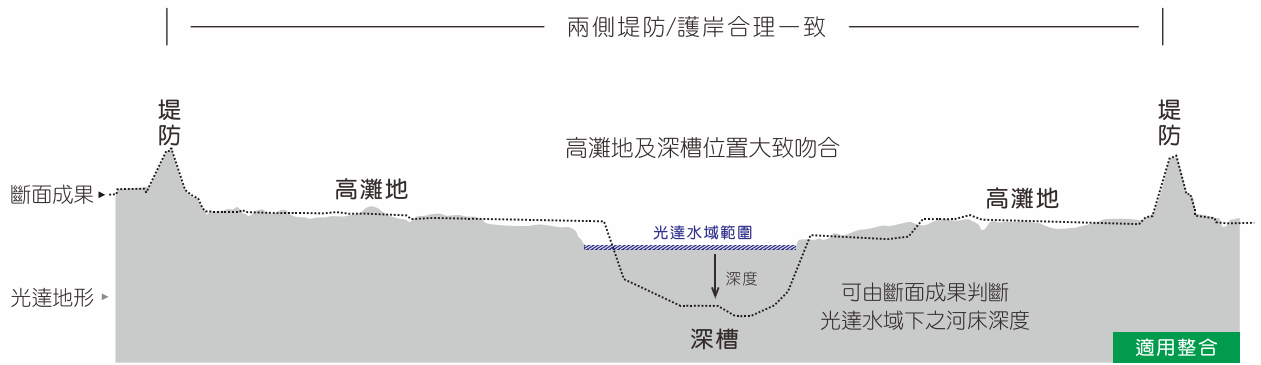 兩側堤防/護岸合理一致
堤防
堤防
高灘地及深槽位置大致吻合
斷面成果
高灘地
高灘地
光達水域範圍
深度
光達地形
可由斷面成果判斷
光達水域下之河床深度
深槽
適用整合